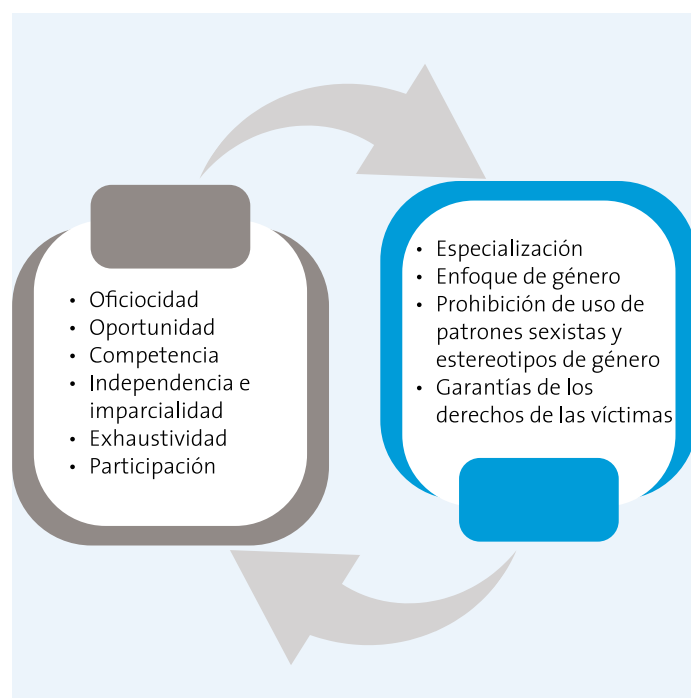 • Oficiocidad
• Oportunidad
• Competencia
• Independencia e
imparcialidad
• Exhaustividad
• Participación
• Especialización
• Enfoque de género
• Prohibición de uso de
patrones sexistas y
estereotipos de género
• Garantías de los
derechos de las víctimas